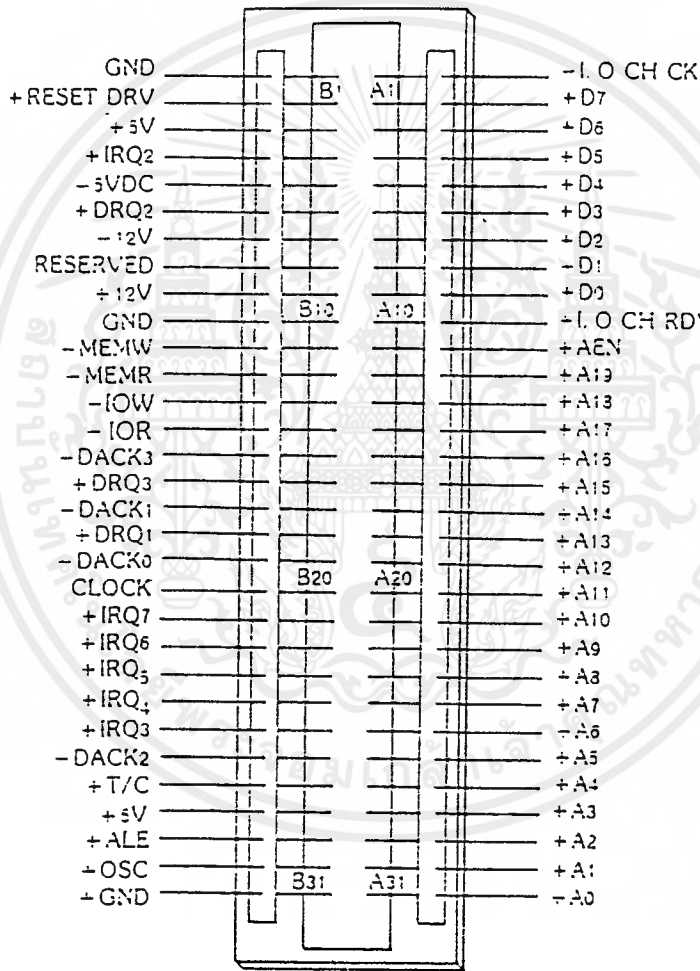 GND
-I. O CH CK
B1 A1
+RESET DRV
+D7
+5V
+D6
+IRQ2
+D5
-5VDC
+D4
+DRQ2
+D3
-12V
+D2
RESERVED
-D1
+12V
+D0
B10 A10
GND
-I. O CH RDY
-MEMW
+AEN
-MEMR
+A19
-IOW
+A18
-IOR
+A17
-DACK3
+A16
+DRQ3
+A15
-DACK1
+A14
+DRQ1
+A13
-DACK0
+A12
B20 A20
CLOCK
+A11
+IRQ7
+A10
+IRQ6
+A9
+IRQ5
+A8
+IRQ4
+A7
+IRQ3
+A6
-DACK2
+A5
+T/C
+A4
+5V
+A3
+ALE
+A2
+OSC
+A1
B31 A31
+GND
+A0